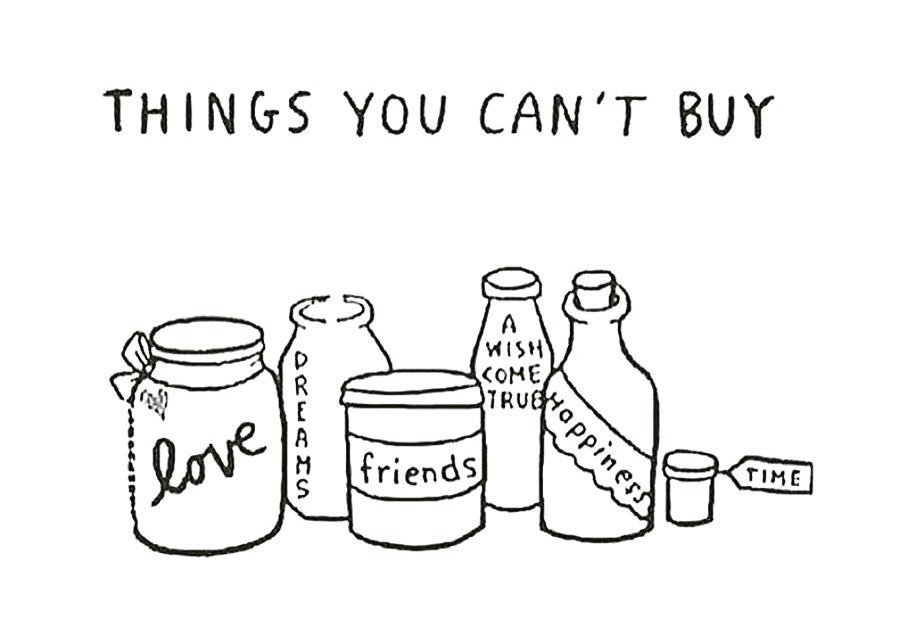 THINGS YOU CAN'T BUY
love
DREAMS
friends
A
WISH
COME
TRUE
Happiness
TIME